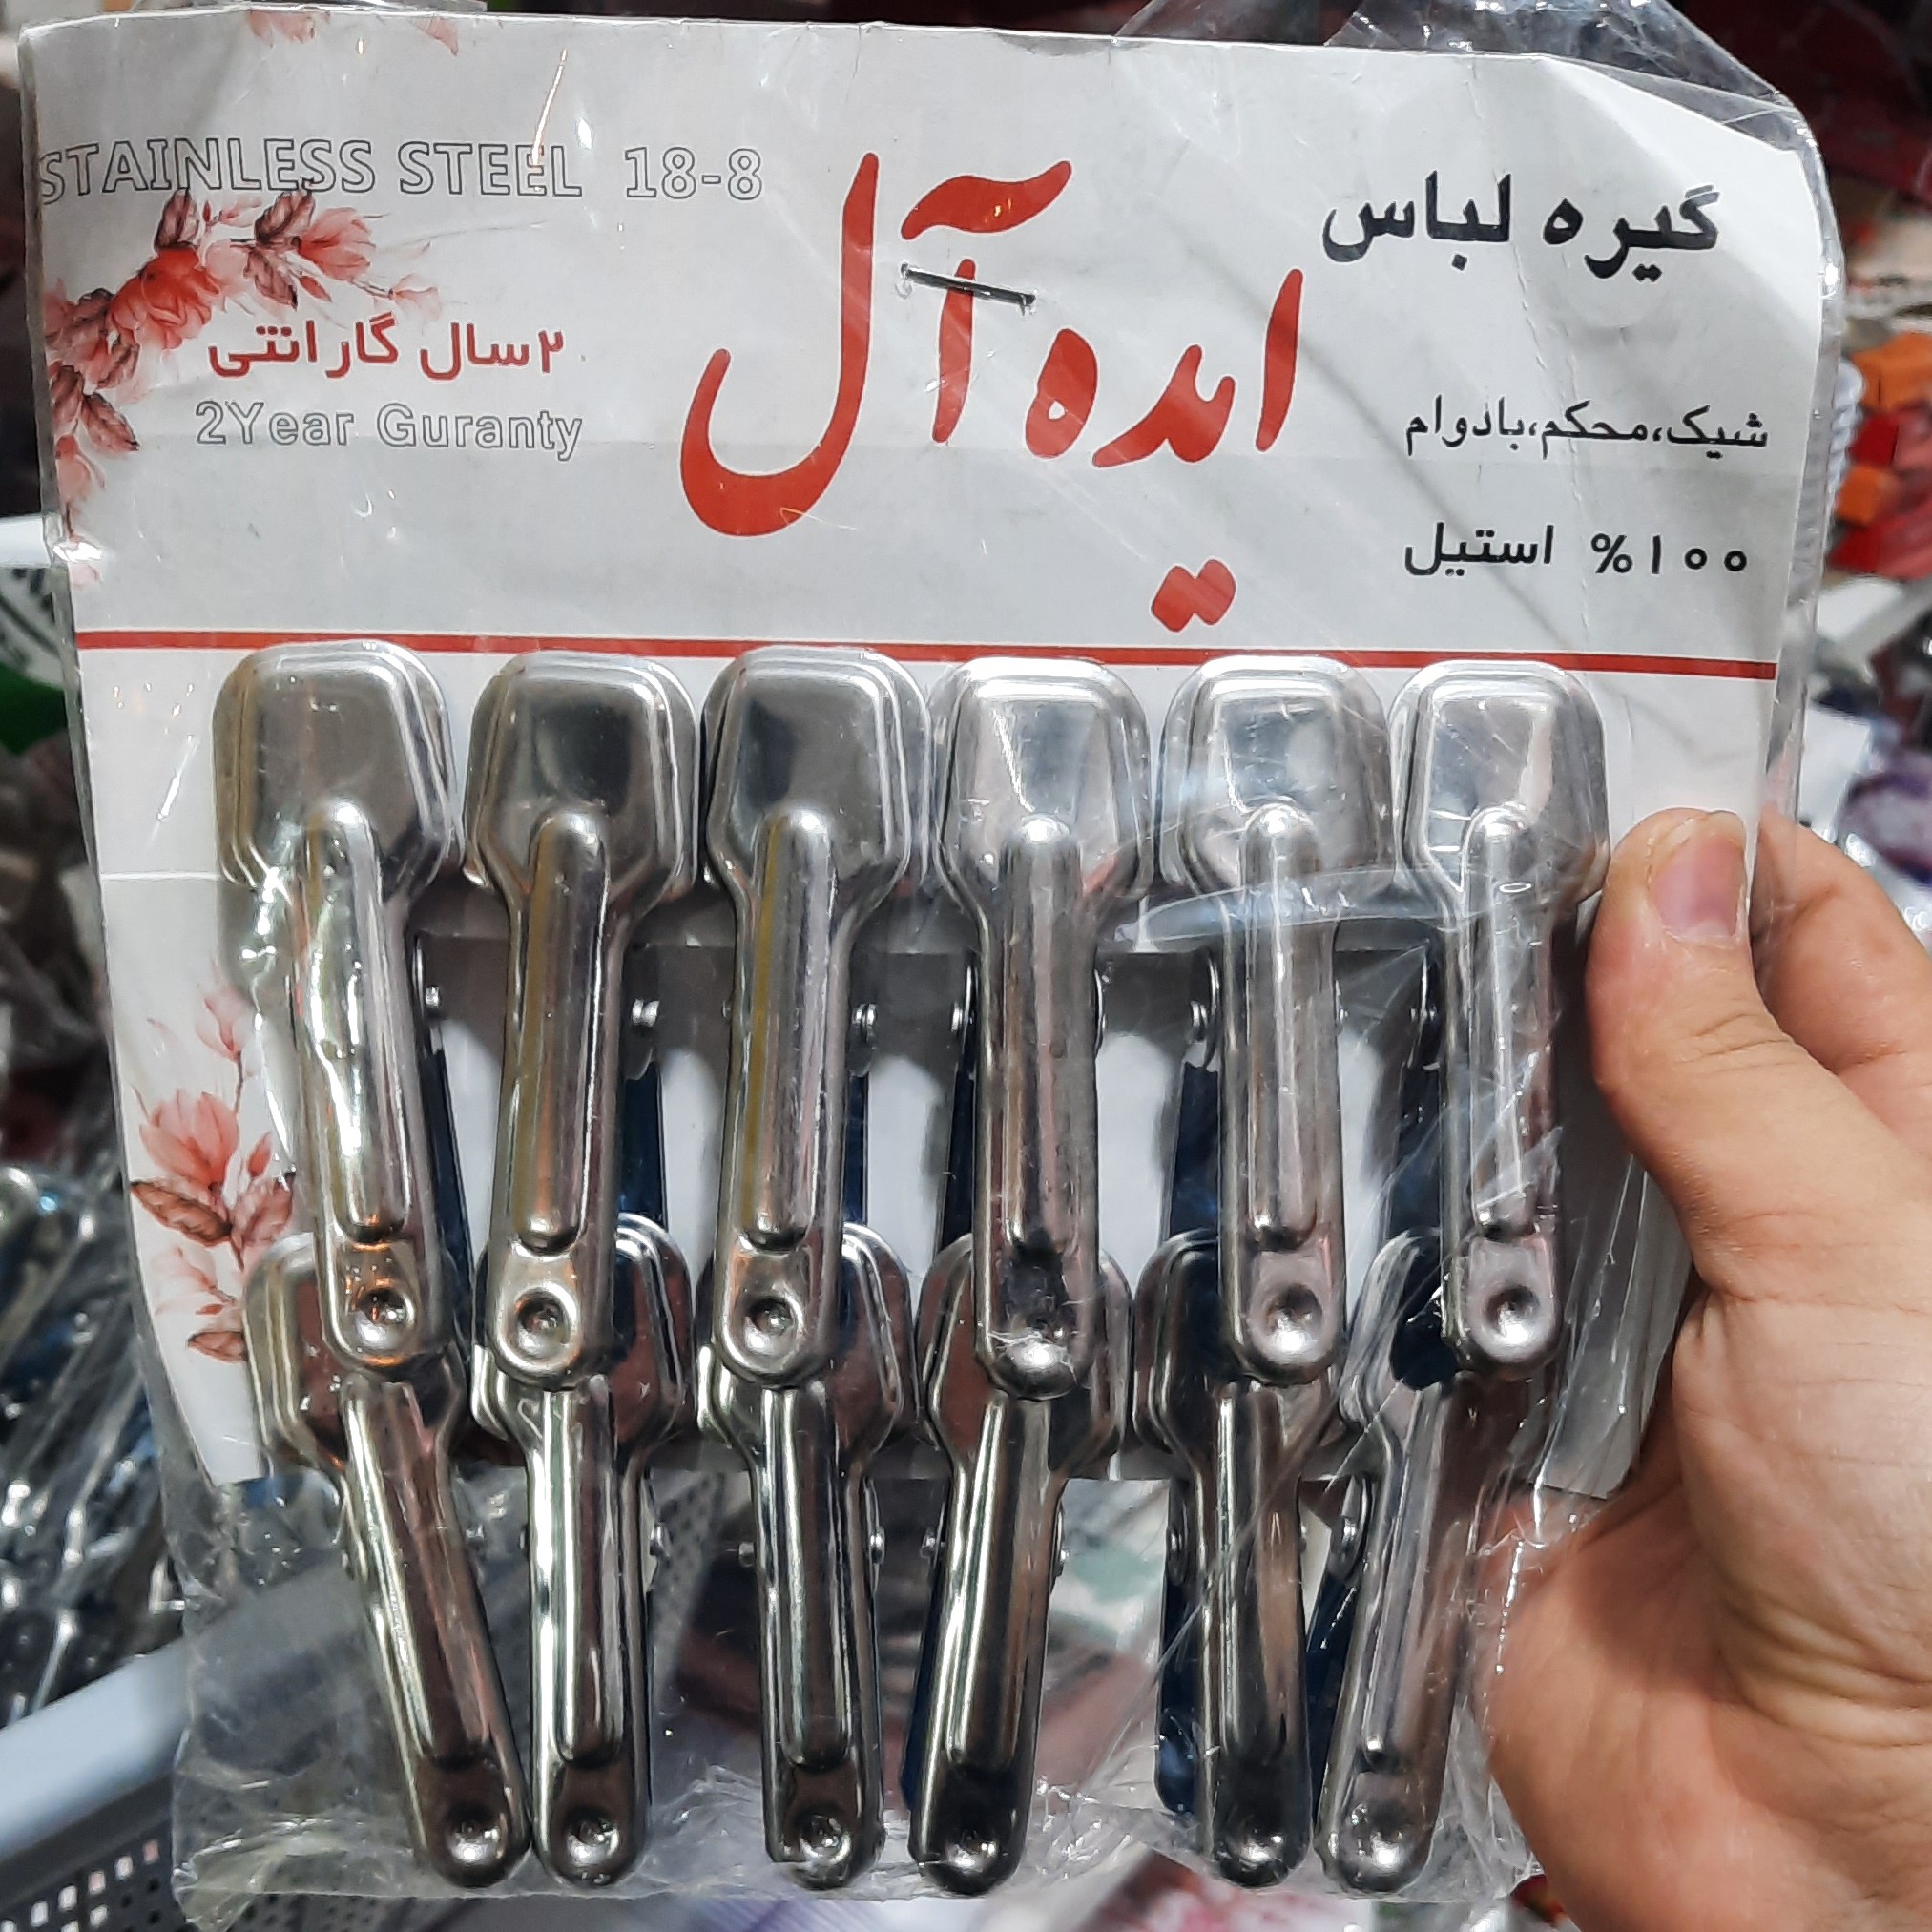 STAINLESS STEEL 18-8
گیره لباس
ایده آل
۲سال گارانتی
2Year Guranty
شیک،محکم،بادوام
۱۰۰% استیل